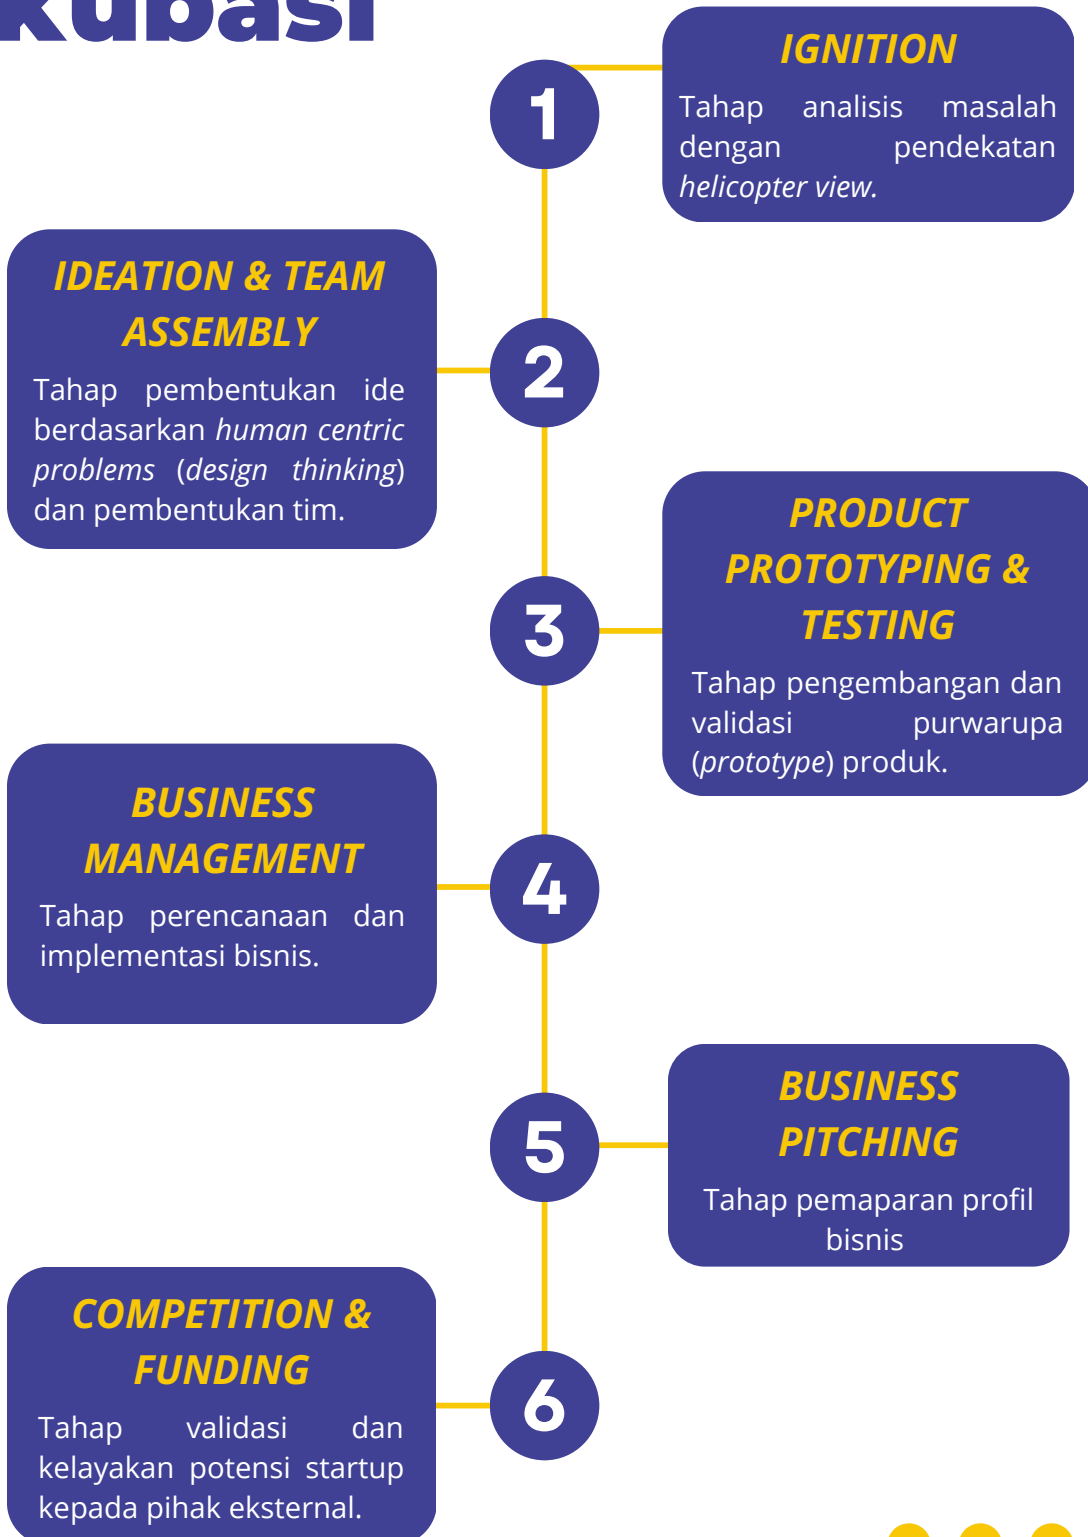 kubasi
1
IGNITION
Tahap analisis masalah
dengan pendekatan
helicopter view.
IDEATION & TEAM
ASSEMBLY
Tahap pembentukan ide
berdasarkan human centric
problems (design thinking)
dan pembentukan tim.
2
3
PRODUCT
PROTOTYPING &
TESTING
Tahap pengembangan dan
validasi purwarupa
(prototype) produk.
BUSINESS
MANAGEMENT
Tahap perencanaan dan
implementasi bisnis.
4
5
BUSINESS
PITCHING
Tahap pemaparan profil
bisnis
COMPETITION &
FUNDING
Tahap validasi dan
kelayakan potensi startup
kepada pihak eksternal.
6